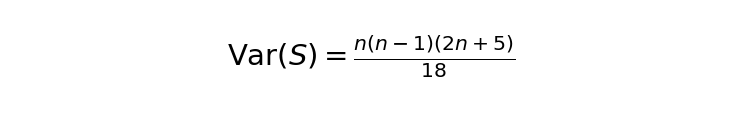 Var(S) = n(n − 1)(2n + 5) / 18